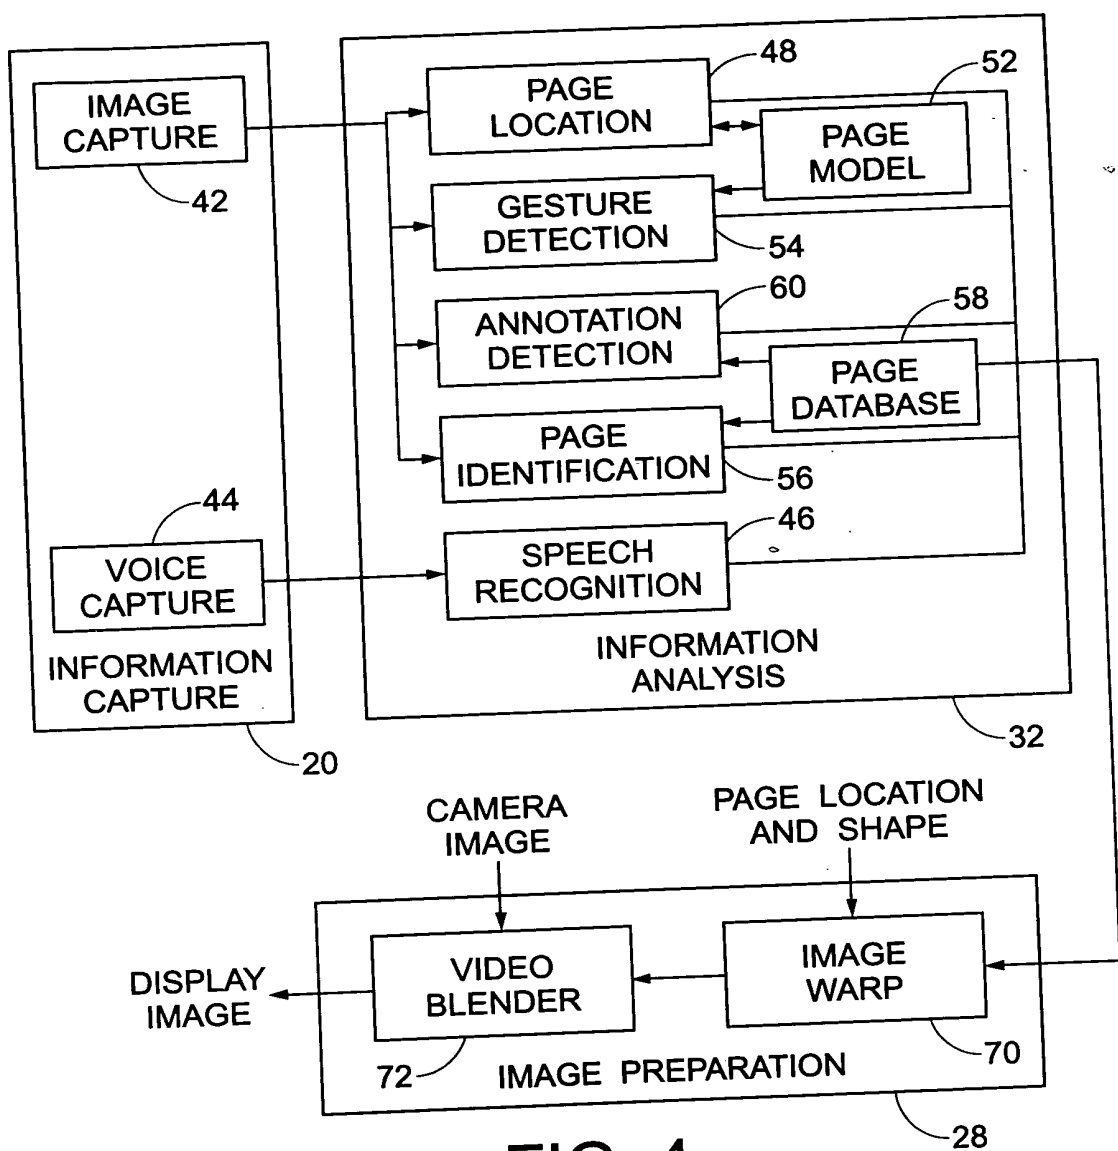 IMAGE
CAPTURE
42
44
VOICE
CAPTURE
INFORMATION
CAPTURE
20
PAGE
LOCATION
48
52
PAGE
MODEL
GESTURE
DETECTION
54
60
ANNOTATION
DETECTION
58
PAGE
DATABASE
PAGE
IDENTIFICATION
56
46
SPEECH
RECOGNITION
INFORMATION
ANALYSIS
32
CAMERA
IMAGE
PAGE LOCATION
AND SHAPE
DISPLAY
IMAGE
VIDEO
BLENDER
72
IMAGE
WARP
70
IMAGE PREPARATION
28